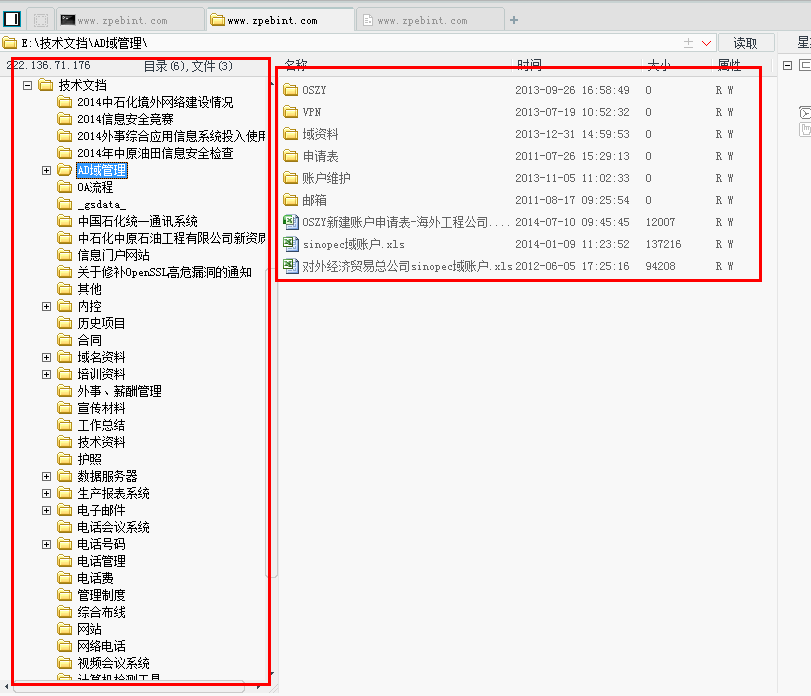 www.zpebint.com
www.zpebint.com
www.zpebint.com
E:\技术文档\AD域管理\
读取
222.136.71.176
目录(6),文件(3)
名称
时间
大小
属性
技术文档
2014中石化境外网络建设情况
2014信息安全竞赛
2014外事综合应用信息系统投入使用
2014年中原油田信息安全检查
AD域管理
OA流程
_gsdata_
中国石化统一通讯系统
中石化中原石油工程有限公司新资质
信息门户网站
关于修补OpenSSL高危漏洞的通知
其他
内控
历史项目
合同
域名资料
培训资料
外事、薪酬管理
宣传材料
工作总结
技术资料
护照
数据服务器
生产报表系统
电子邮件
电话会议系统
电话号码
电话管理
电话费
管理制度
综合布线
网站
网络电话
视频会议系统
计算机检测工具
OSZY 2013-09-26 16:58:49 0 R W
VPN 2013-07-19 10:52:32 0 R W
域资料 2013-12-31 14:59:53 0 R W
申请表 2011-07-26 15:29:13 0 R W
账户维护 2013-11-05 11:02:33 0 R W
邮箱 2011-08-17 09:25:54 0 R W
OSZY新建账户申请表-海外工程公司.... 2014-07-10 09:45:45 12007 R W
sinopec域账户.xls 2014-01-09 11:23:52 137216 R W
对外经济贸易总公司sinopec域账户.xls 2012-06-05 17:25:16 94208 R W